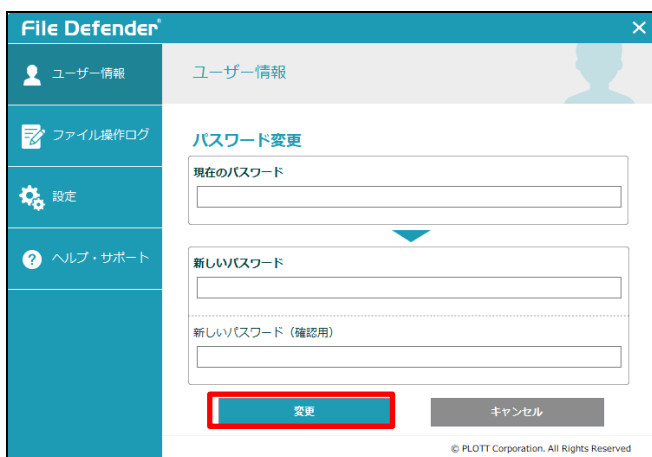 File Defender®
×
ユーザー情報
ファイル操作ログ
設定
? ヘルプ・サポート
ユーザー情報
パスワード変更
現在のパスワード
新しいパスワード
新しいパスワード（確認用）
変更
キャンセル
© PLOTT Corporation. All Rights Reserved